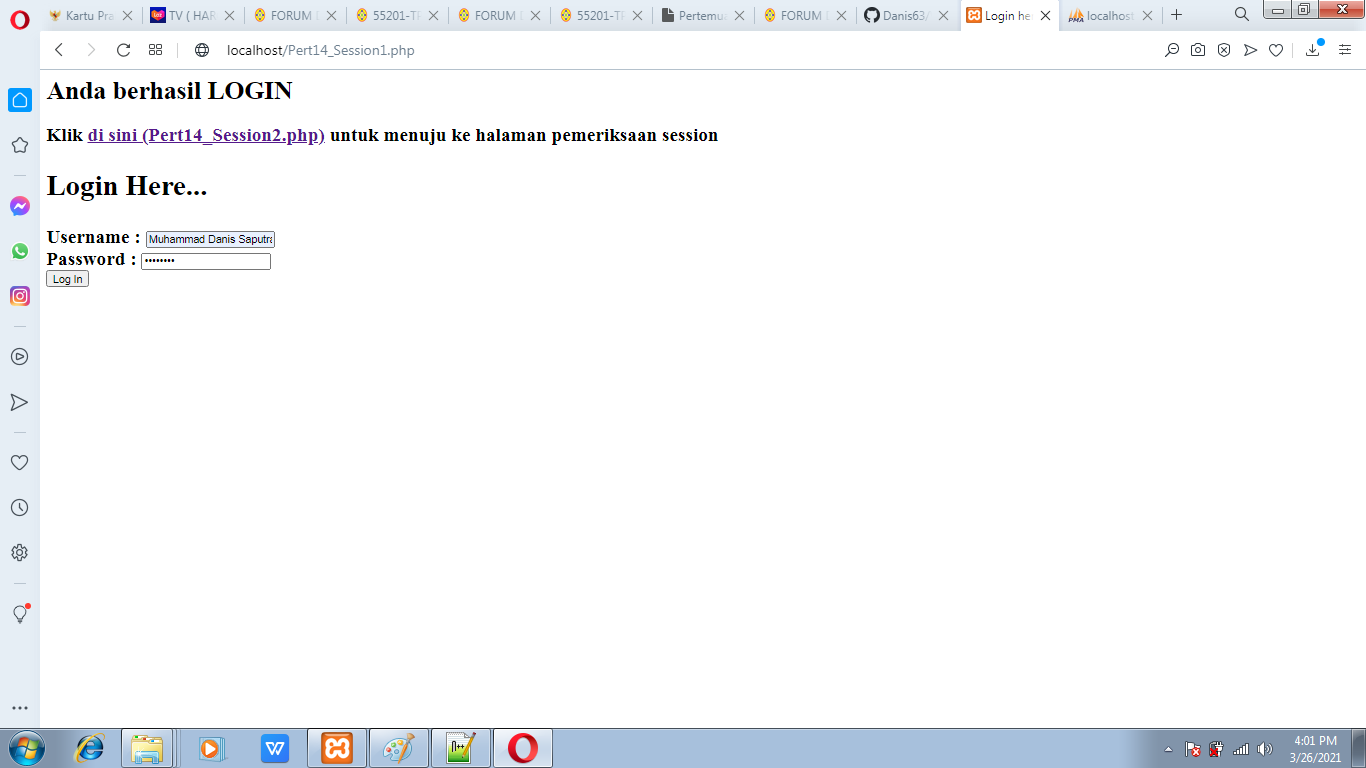 Kartu Pra
TV ( HAR
FORUM
55201-TI
FORUM
55201-TI
Pertemua
FORUM
Danis63/
Login he
localhost
localhost/Pert14_Session1.php
Anda berhasil LOGIN
Klik di sini (Pert14_Session2.php) untuk menuju ke halaman pemeriksaan session
Login Here...
Username : Muhammad Danis Saputra
Password : ••••••••
Log In
4:01 PM
3/26/2021